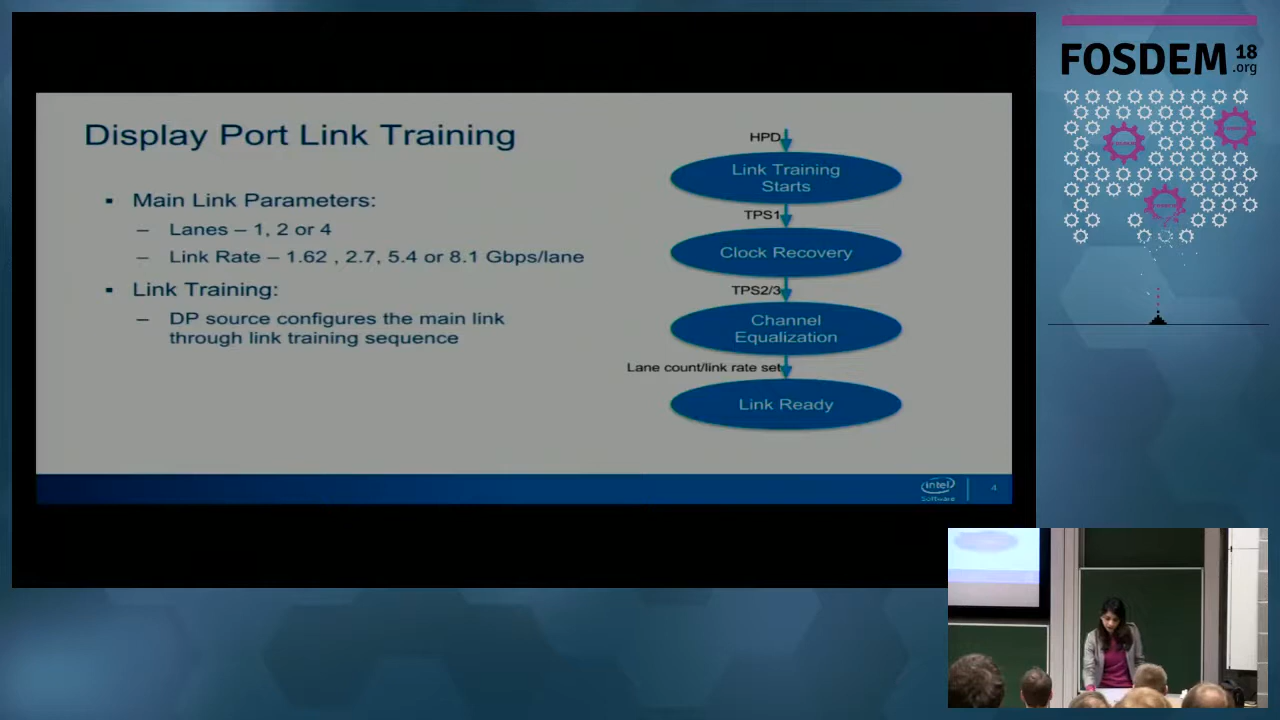 Display Port Link Training
▪ Main Link Parameters:
– Lanes – 1, 2 or 4
– Link Rate – 1.62 , 2.7, 5.4 or 8.1 Gbps/lane
▪ Link Training:
– DP source configures the main link
through link training sequence
HPD
Link Training
Starts
TPS1
Clock Recovery
TPS2/3
Channel
Equalization
Lane count/link rate set
Link Ready
intel
Software
4
FOSDEM 18
.org